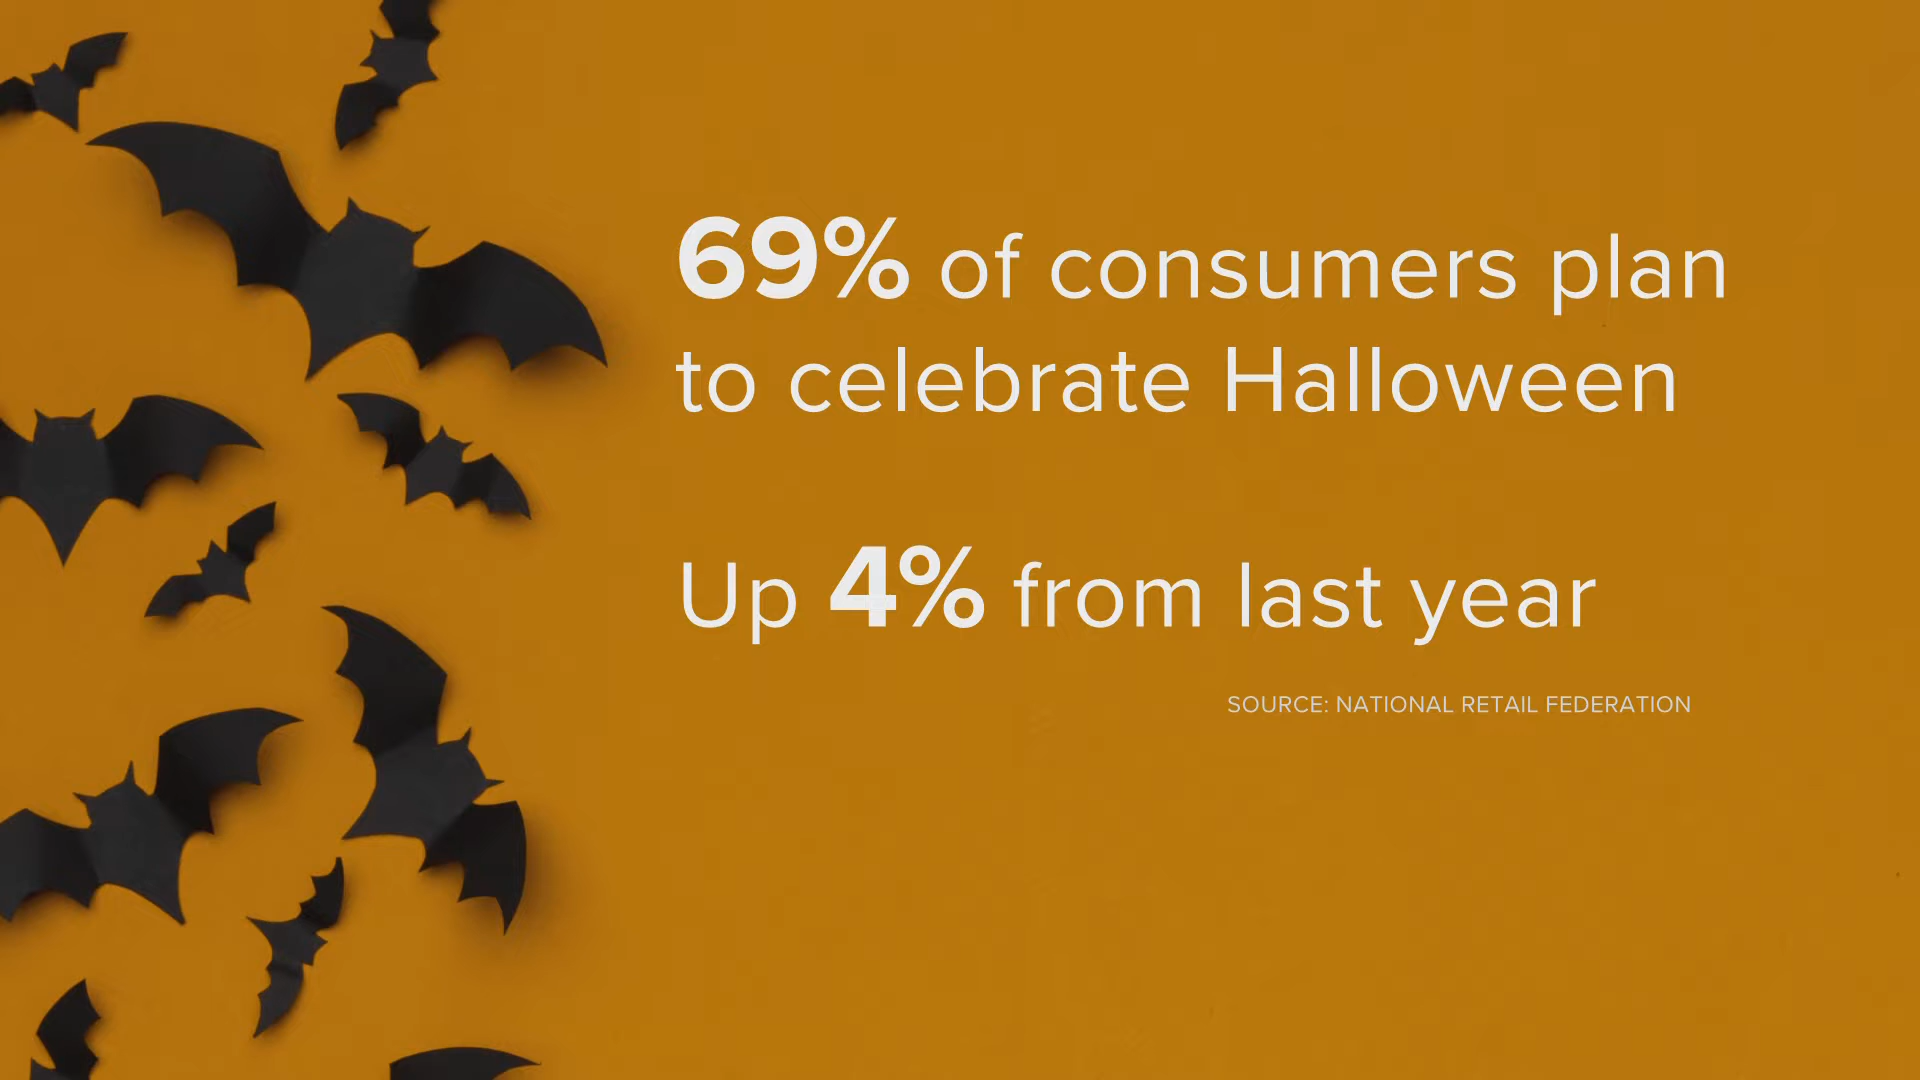 69% of consumers plan
to celebrate Halloween
Up 4% from last year
SOURCE: NATIONAL RETAIL FEDERATION